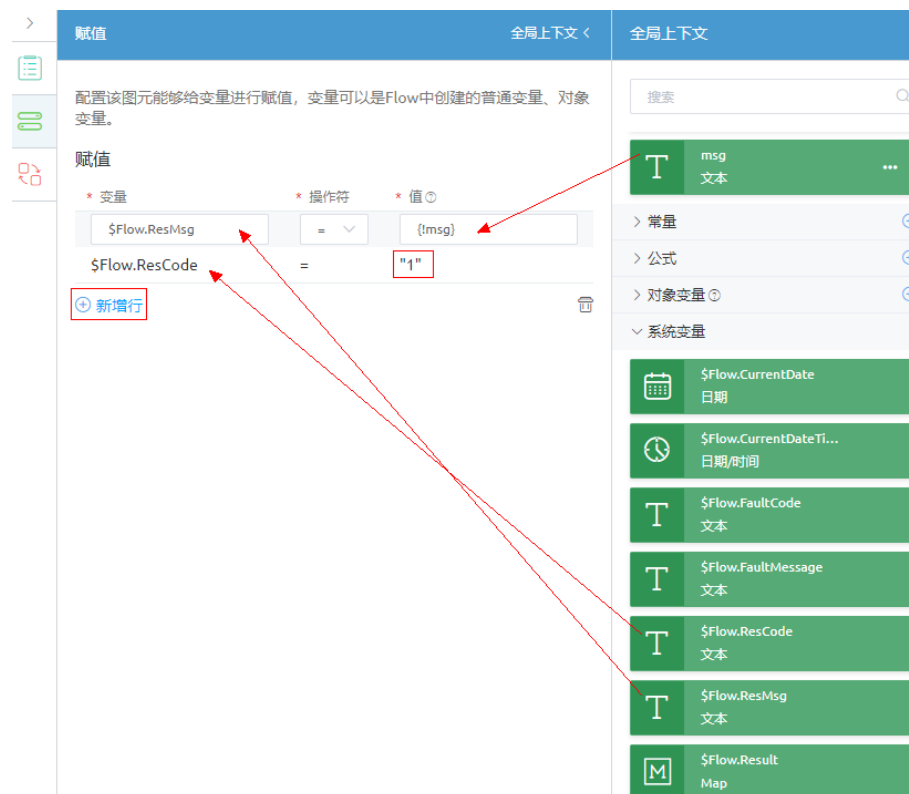 赋值
全局上下文
配置该图元能够给变量进行赋值，变量可以是Flow中创建的普通变量、对象
变量。
赋值
* 变量
* 操作符
* 值
$Flow.ResMsg
=
{!msg}
$Flow.ResCode
=
"1"
新增行
全局上下文
搜索
msg
文本
常量
公式
对象变量
系统变量
$Flow.CurrentDate
日期
$Flow.CurrentDateTi...
日期/时间
$Flow.FaultCode
文本
$Flow.FaultMessage
文本
$Flow.ResCode
文本
$Flow.ResMsg
文本
$Flow.Result
Map